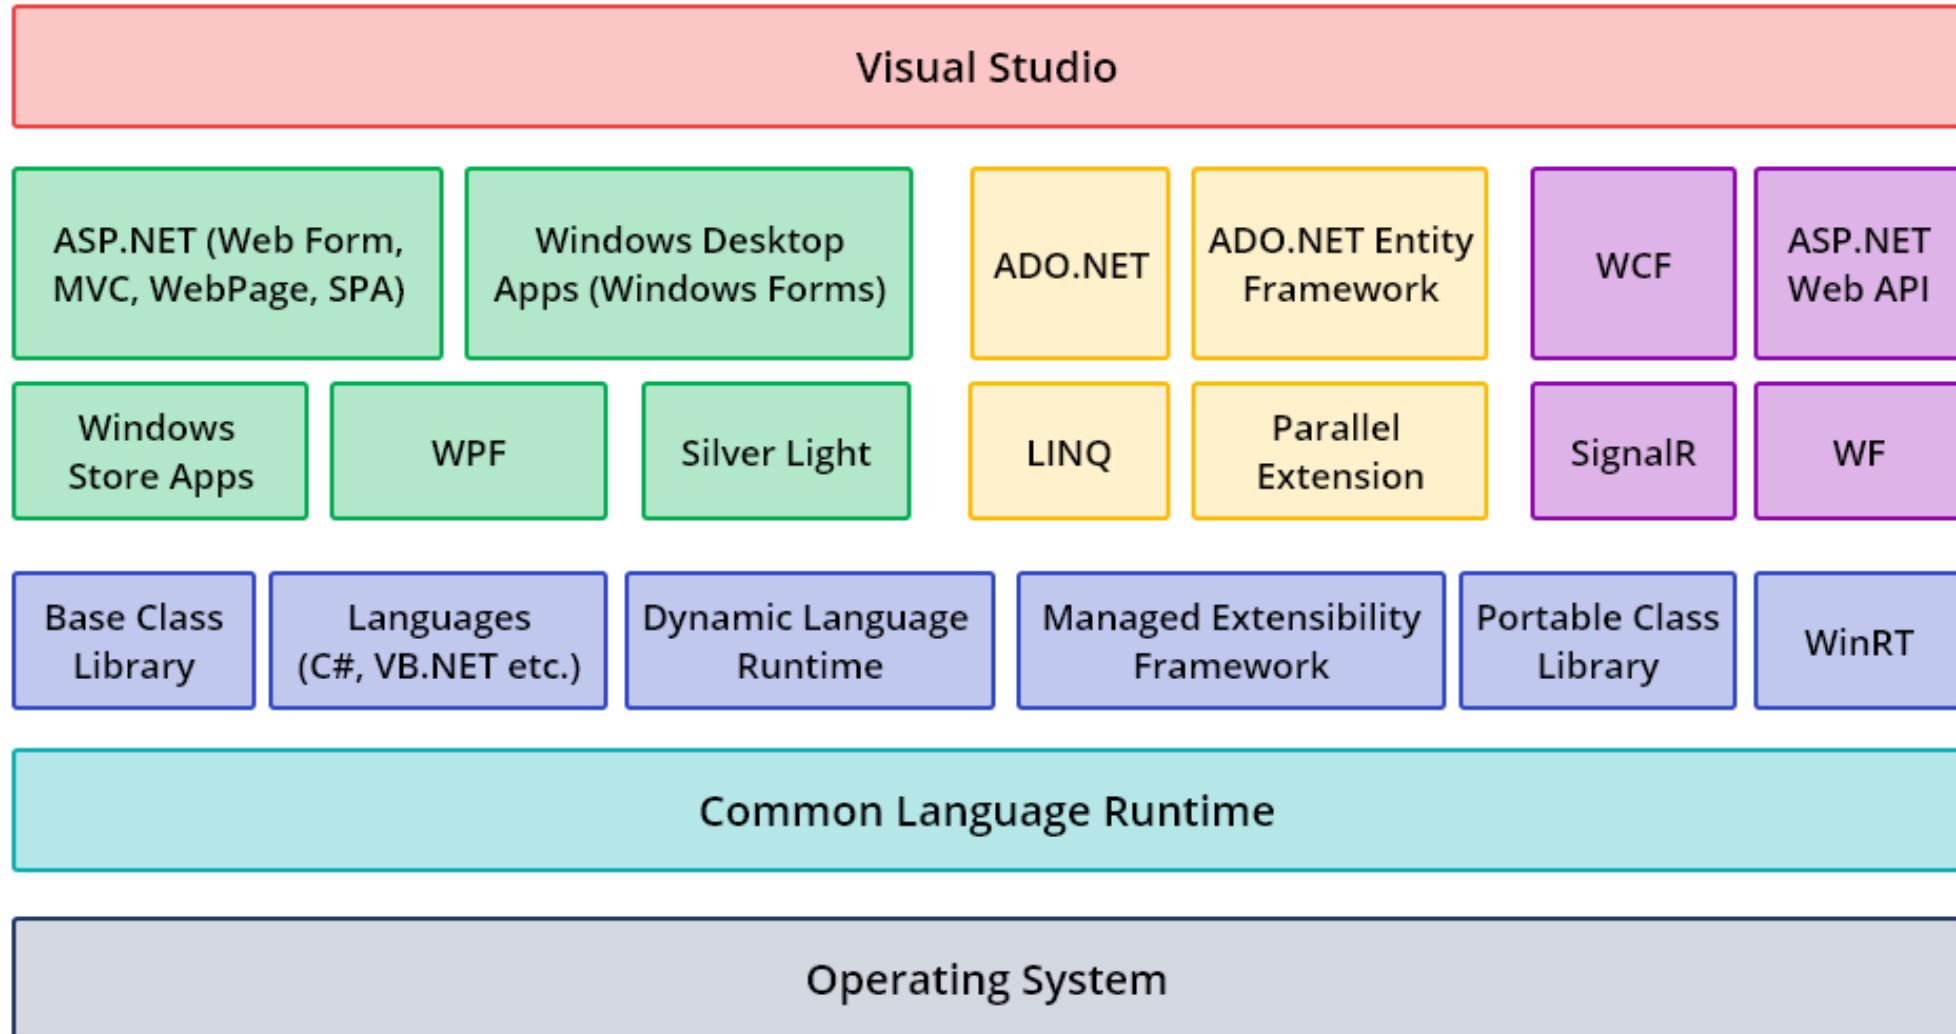 Visual Studio
ASP.NET (Web Form,
MVC, WebPage, SPA)
Windows Desktop
Apps (Windows Forms)
ADO.NET
ADO.NET Entity
Framework
WCF
ASP.NET
Web API
Windows
Store Apps
WPF
Silver Light
LINQ
Parallel
Extension
SignalR
WF
Base Class
Library
Languages
(C#, VB.NET etc.)
Dynamic Language
Runtime
Managed Extensibility
Framework
Portable Class
Library
WinRT
Common Language Runtime
Operating System